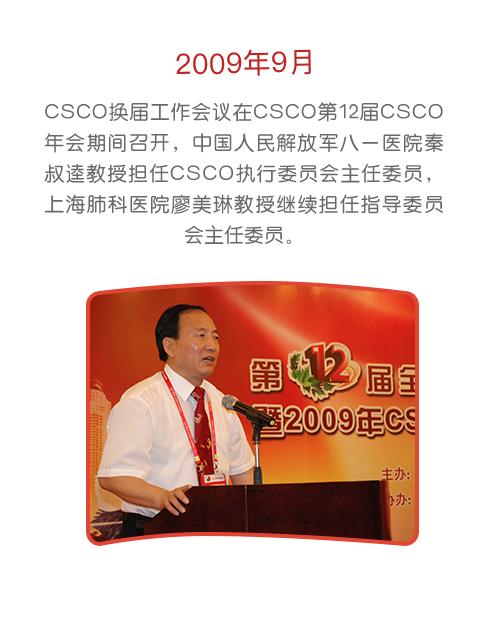 2009年9月
CSCO换届工作会议在CSCO第12届CSCO
年会期间召开，中国人民解放军八一医院秦
叔逵教授担任CSCO执行委员会主任委员，
上海肺科医院廖美琳教授继续担任指导委员
会主任委员。
第12届全
暨2009年CS
主办:
办: